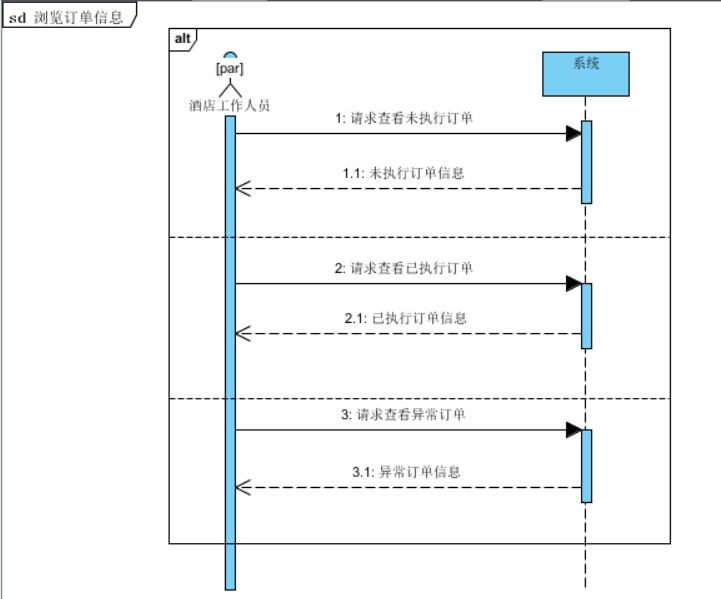 sd 浏览订单信息
alt
[par]
系统
酒店工作人员
1: 请求查看未执行订单
1.1: 未执行订单信息
2: 请求查看已执行订单
2.1: 已执行订单信息
3: 请求查看异常订单
3.1: 异常订单信息